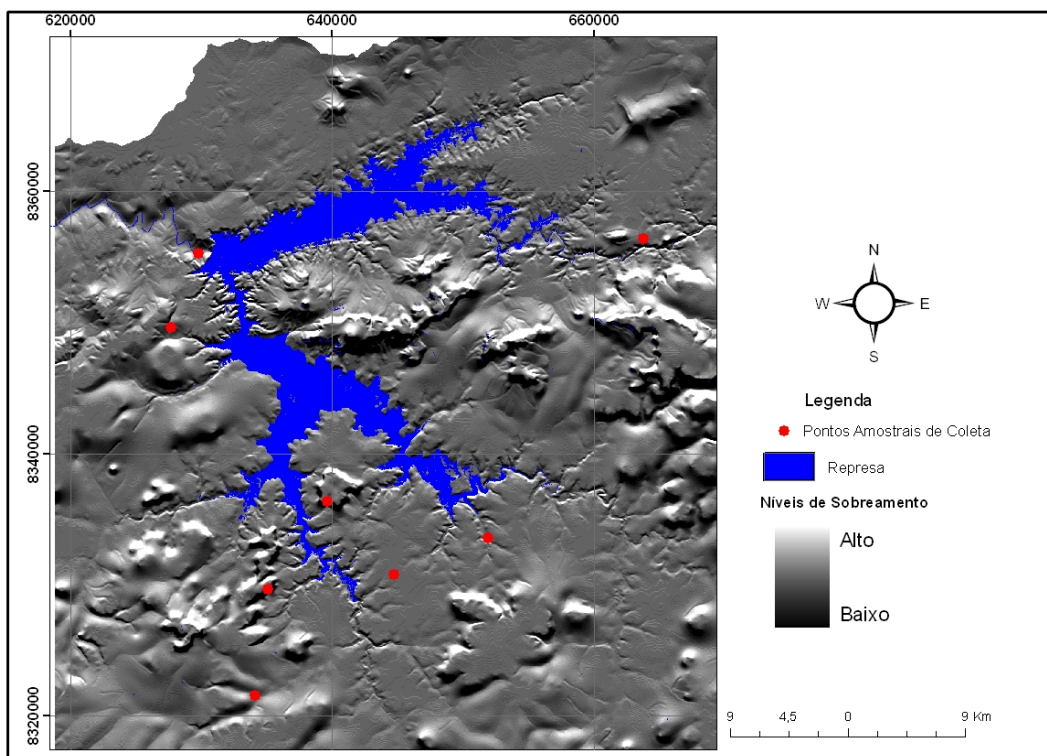 620000 640000 660000
8360000
8340000
8320000
N
W E
S
Legenda
Pontos Amostrais de Coleta
Represa
Níveis de Sobreamento
Alto
Baixo
9 4,5 0 9 Km